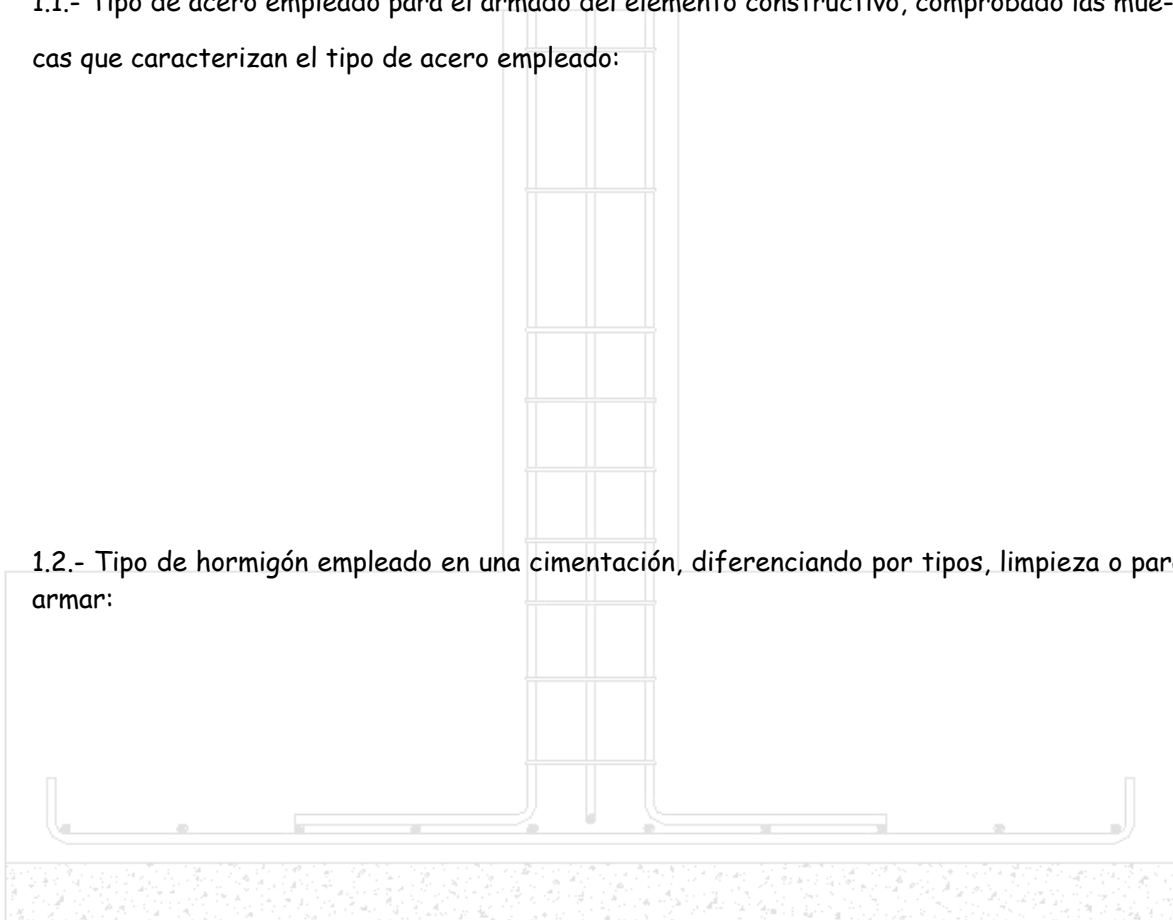 1.1.- Tipo de acero empleado para el armado del elemento constructivo, comprobado las mue-
cas que caracterizan el tipo de acero empleado:
1.2.- Tipo de hormigón empleado en una cimentación, diferenciando por tipos, limpieza o par
armar: